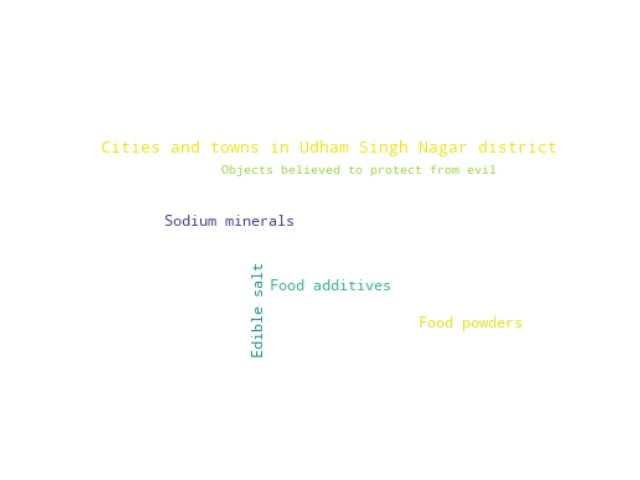 Cities and towns in Udham Singh Nagar district
Objects believed to protect from evil
Sodium minerals
Edible salt
Food additives
Food powders